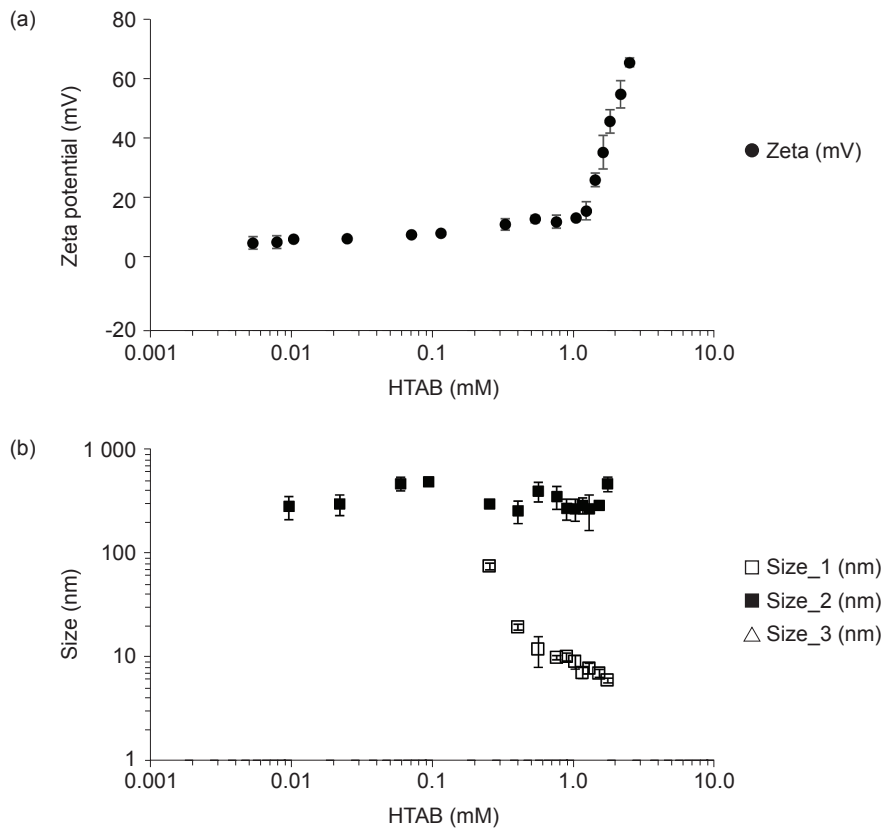 (a)
80
60
40
20
0
-20
Zeta potential (mV)
0.001
0.01
0.1
1.0
10.0
HTAB (mM)
Zeta (mV)
(b)
1 000
100
10
1
Size (nm)
0.001
0.01
0.1
1.0
10.0
HTAB (mM)
Size_1 (nm)
Size_2 (nm)
Size_3 (nm)